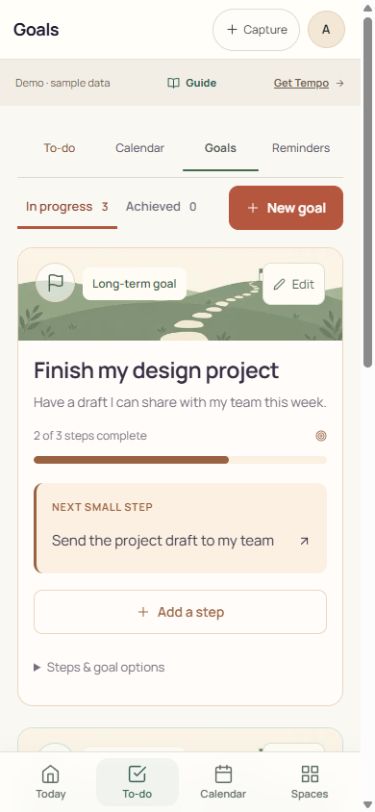 Goals
+ Capture
A
Demo · sample data
Guide
Get Tempo →
To-do
Calendar
Goals
Reminders
In progress 3
Achieved 0
+ New goal
Long-term goal
Edit
Finish my design project
Have a draft I can share with my team this week.
2 of 3 steps complete
NEXT SMALL STEP
Send the project draft to my team
+ Add a step
Steps & goal options
Today
To-do
Calendar
Spaces